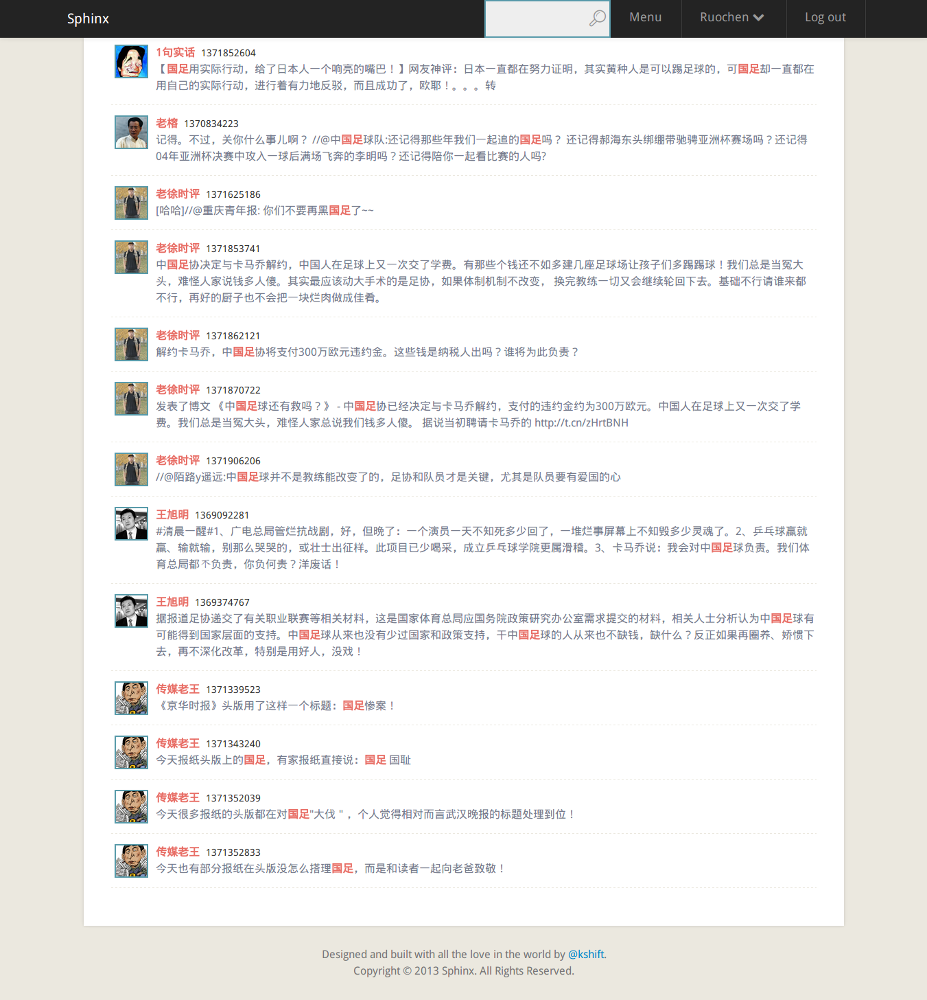 Sphinx
Menu
Ruochen
Log out
1句实话 1371852604
【国足用实际行动，给了日本人一个响亮的嘴巴！】网友神评：日本一直都在努力证明，其实黄种人是可以踢足球的，可国足却一直都在
用自己的实际行动，进行着有力地反驳，而且成功了，欧耶！。。。转
老榕 1370834223
记得。不过，关你什么事儿啊？ //@中国足球队:还记得那些年我们一起追的国足吗？ 还记得郝海东头绑绷带驰骋亚洲杯赛场吗？还记得
04年亚洲杯决赛中攻入一球后满场飞奔的李明吗？还记得陪你一起看比赛的人吗?
老徐时评 1371625186
[哈哈]//@重庆青年报: 你们不要再黑国足了~~
老徐时评 1371853741
中国足协决定与卡马乔解约，中国人在足球上又一次交了学费。有那些个钱还不如多建几座足球场让孩子们多踢踢球！我们总是当冤大
头，难怪人家说钱多人傻。其实最应该动大手术的是足协，如果体制机制不改变， 换完教练一切又会继续轮回下去。基础不行请谁来都
不行，再好的厨子也不会把一块烂肉做成佳肴。
老徐时评 1371862121
解约卡马乔，中国足协将支付300万欧元违约金。这些钱是纳税人出吗？谁将为此负责？
老徐时评 1371870722
发表了博文 《中国足球还有救吗？》 - 中国足协已经决定与卡马乔解约，支付的违约金约为300万欧元。中国人在足球上又一次交了学
费。我们总是当冤大头，难怪人家总说我们钱多人傻。 据说当初聘请卡马乔的 http://t.cn/zHrtBNH
老徐时评 1371906206
//@陌路y遥远:中国足球并不是教练能改变了的，足协和队员才是关键，尤其是队员要有爱国的心
王旭明 1369092281
#清晨一醒#1、广电总局管烂抗战剧，好，但晚了：一个演员一天不知死多少回了，一堆烂事屏幕上不知毁多少灵魂了。2、乒乓球赢就
赢、输就输，别那么哭哭的，或壮士出征样。此项目已少喝采，成立乒乓球学院更属滑稽。3、卡马乔说：我会对中国足球负责。我们体
育总局都不负责，你负何责？洋废话！
王旭明 1369374767
据报道足协递交了有关职业联赛等相关材料，这是国家体育总局应国务院政策研究办公室需求提交的材料，相关人士分析认为中国足球有
可能得到国家层面的支持。中国足球从来也没有少过国家和政策支持，干中国足球的人从来也不缺钱，缺什么？反正如果再圈养、娇惯下
去，再不深化改革，特别是用好人，没戏！
传媒老王 1371339523
《京华时报》头版用了这样一个标题：国足惨案！
传媒老王 1371343240
今天报纸头版上的国足，有家报纸直接说：国足 国耻
传媒老王 1371352039
今天很多报纸的头版都在对国足"大伐 " ，个人觉得相对而言武汉晚报的标题处理到位！
传媒老王 1371352833
今天也有部分报纸在头版没怎么搭理国足，而是和读者一起向老爸致敬！
Designed and built with all the love in the world by @kshift.
Copyright © 2013 Sphinx. All Rights Reserved.